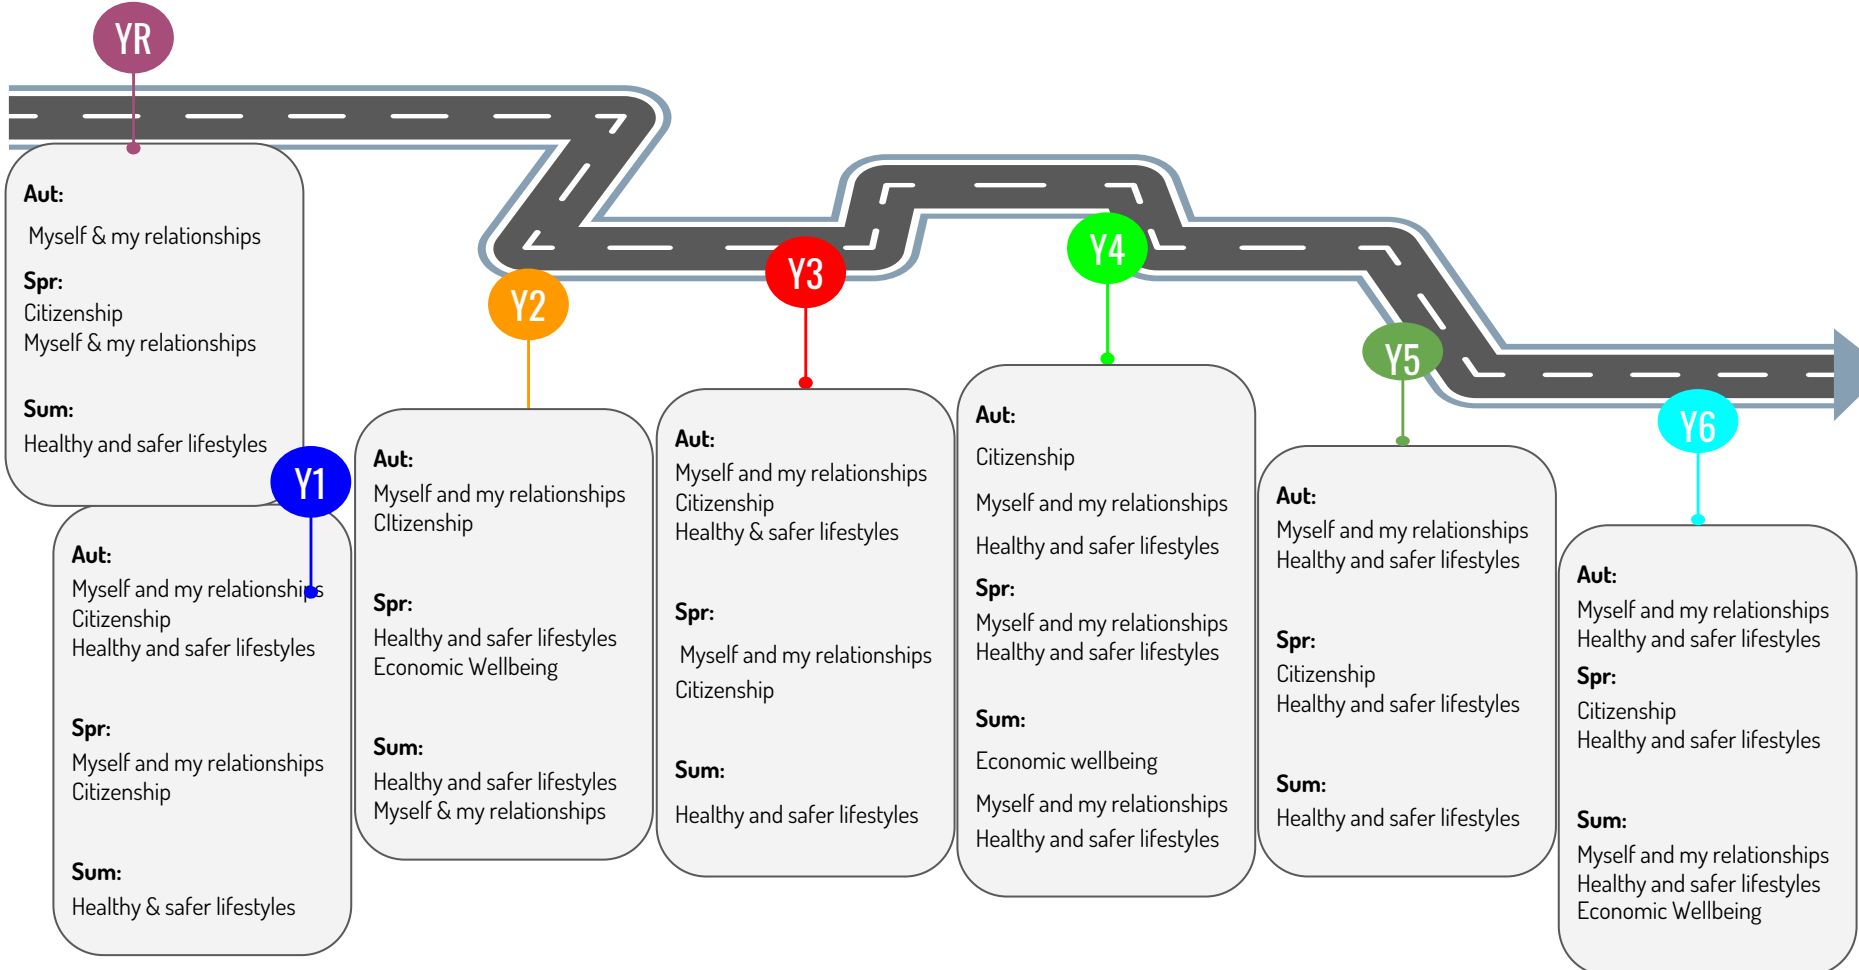 YR
Aut:
Myself & my relationships
Spr:
Citizenship
Myself & my relationships
Sum:
Healthy and safer lifestyles
Y1
Aut:
Myself and my relationships
Citizenship
Healthy and safer lifestyles
Spr:
Myself and my relationships
Citizenship
Sum:
Healthy & safer lifestyles
Y2
Aut:
Myself and my relationships
CItizenship
Spr:
Healthy and safer lifestyles
Economic Wellbeing
Sum:
Healthy and safer lifestyles
Myself & my relationships
Y3
Aut:
Myself and my relationships
Citizenship
Healthy & safer lifestyles
Spr:
Myself and my relationships
Citizenship
Sum:
Healthy and safer lifestyles
Y4
Aut:
Citizenship
Myself and my relationships
Healthy and safer lifestyles
Spr:
Myself and my relationships
Healthy and safer lifestyles
Sum:
Economic wellbeing
Myself and my relationships
Healthy and safer lifestyles
Y5
Aut:
Myself and my relationships
Healthy and safer lifestyles
Spr:
Citizenship
Healthy and safer lifestyles
Sum:
Healthy and safer lifestyles
Y6
Aut:
Myself and my relationships
Healthy and safer lifestyles
Spr:
Citizenship
Healthy and safer lifestyles
Sum:
Myself and my relationships
Healthy and safer lifestyles
Economic Wellbeing